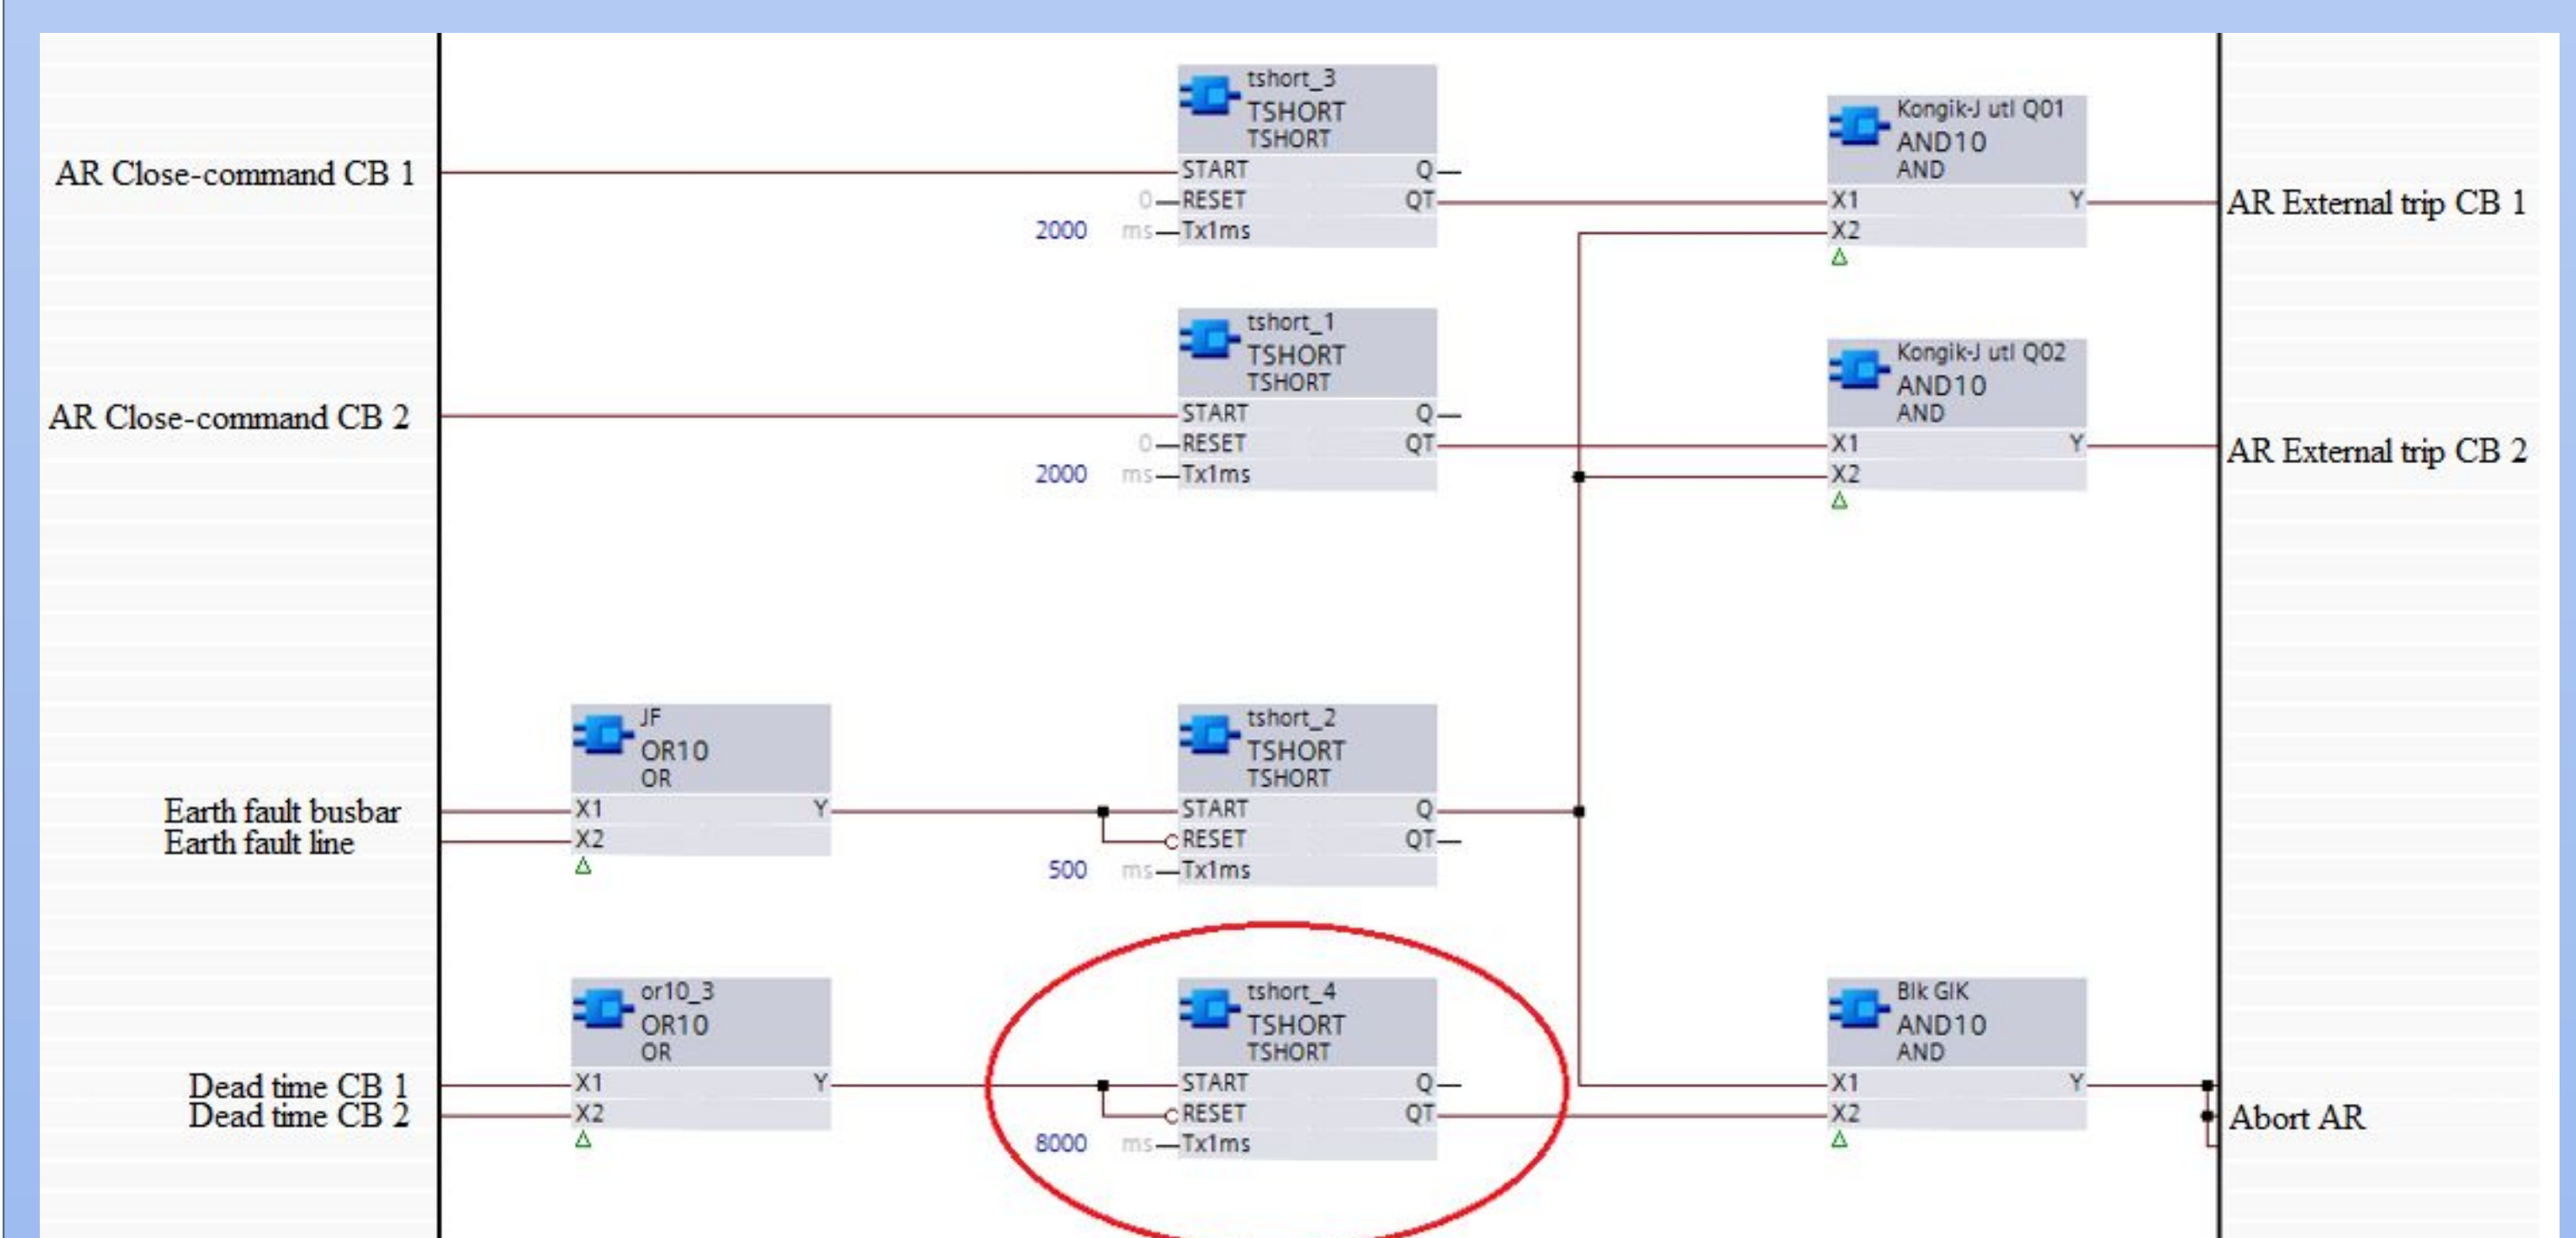 tshort_3
TSHORT
TSHORT
AR Close-command CB 1
START Q
0 RESET QT
2000 ms Tx1ms
Kongik-J utl Q01
AND10
AND
X1 Y
X2
AR External trip CB 1
tshort_1
TSHORT
TSHORT
AR Close-command CB 2
START Q
0 RESET QT
2000 ms Tx1ms
Kongik-J utl Q02
AND10
AND
X1 Y
X2
AR External trip CB 2
JF
OR10
OR
Earth fault busbar
Earth fault line
X1 Y
X2
tshort_2
TSHORT
TSHORT
START Q
RESET QT
500 ms Tx1ms
or10_3
OR10
OR
Dead time CB 1
Dead time CB 2
X1 Y
X2
tshort_4
TSHORT
TSHORT
START Q
RESET QT
8000 ms Tx1ms
Blk GIK
AND10
AND
X1 Y
X2
Abort AR